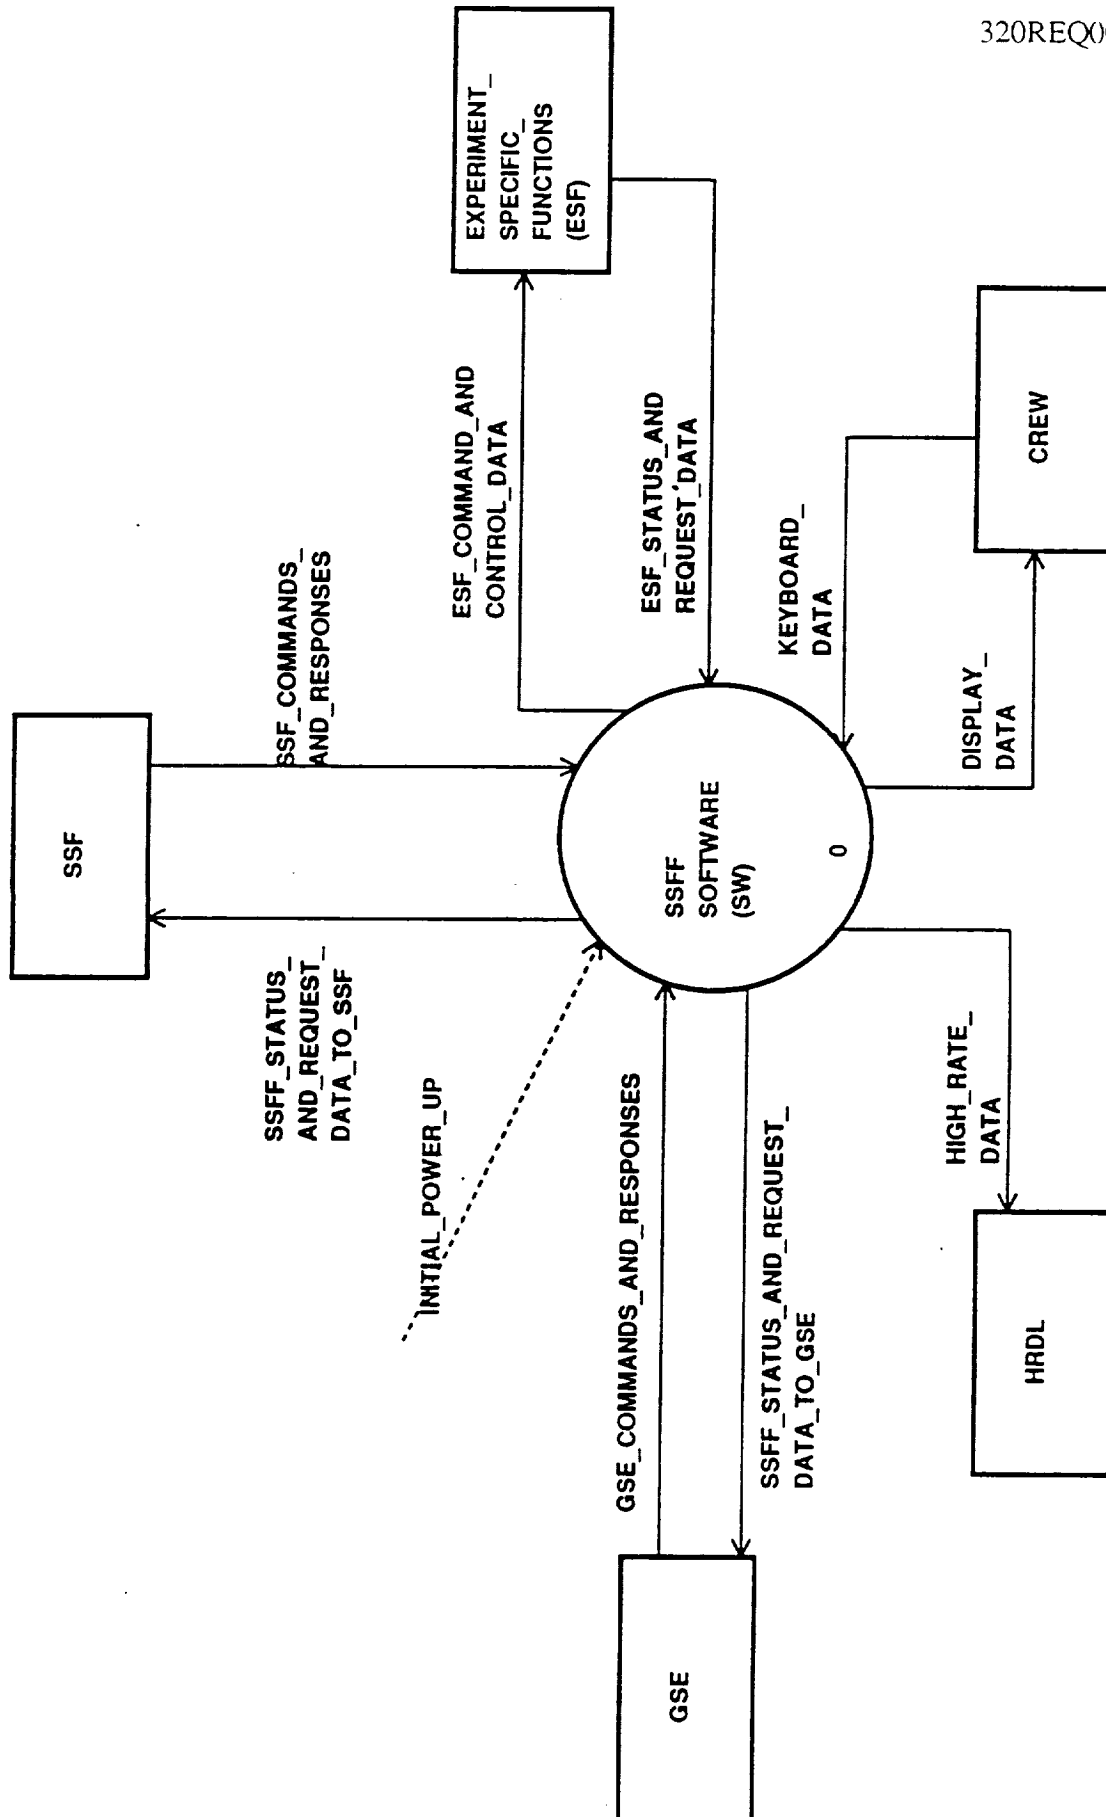 320REQ0
SSF
SSFF_STATUS_
AND_REQUEST_
DATA_TO_SSF
SSF_COMMANDS_
AND_RESPONSES
INITIAL_POWER_UP
ESF_COMMAND_AND
CONTROL_DATA
EXPERIMENT_
SPECIFIC_
FUNCTIONS
(ESF)
ESF_STATUS_AND
REQUEST_DATA
GSE
GSE_COMMANDS_AND_RESPONSES
SSFF_STATUS_AND_REQUEST_
DATA_TO_GSE
SSFF
SOFTWARE
(SW)
0
KEYBOARD_
DATA
DISPLAY_
DATA
CREW
HIGH_RATE_
DATA
HRDL